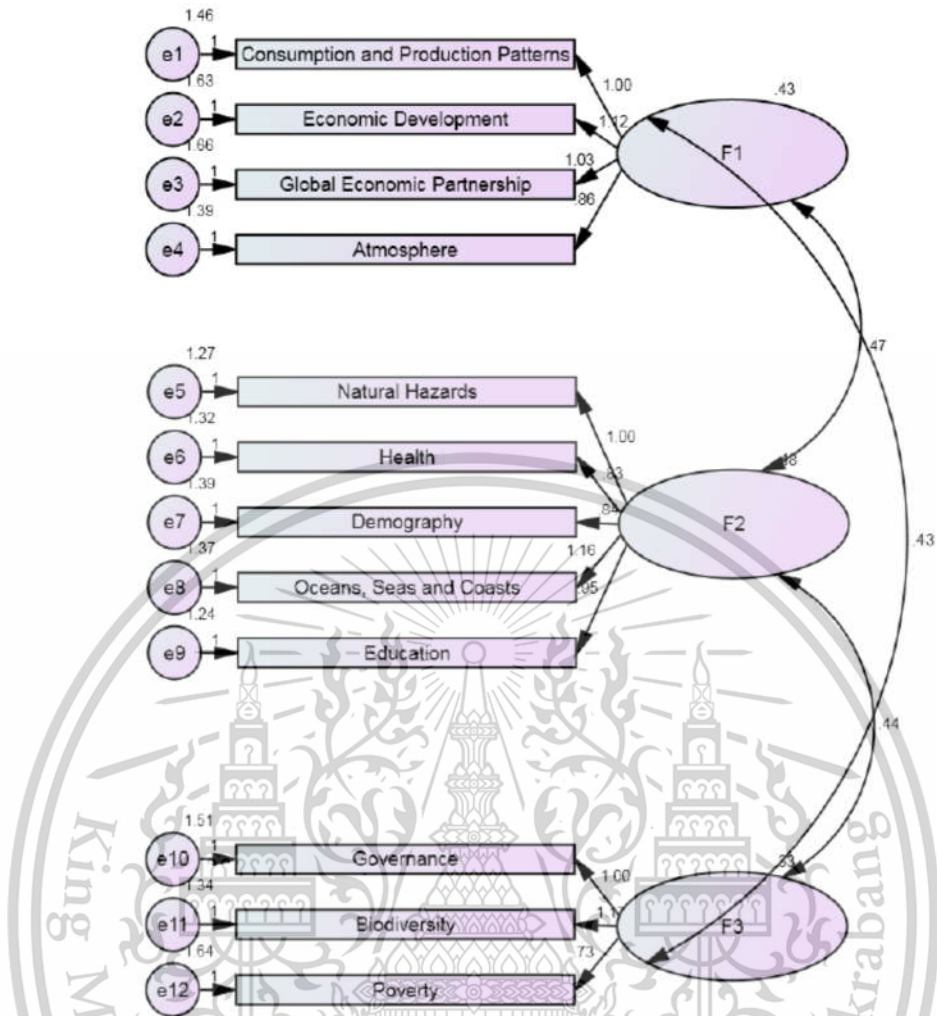 1.46
e1 1 Consumption and Production Patterns
1.00
.43
1.63
e2 1 Economic Development
1.12
F1
1.66
e3 1 Global Economic Partnership
1.03
.86
1.39
e4 1 Atmosphere
.47
1.27
e5 1 Natural Hazards
1.00
1.32
e6 1 Health
.83
.48
1.39
e7 1 Demography
.84
F2
.43
1.37
e8 1 Oceans, Seas and Coasts
1.16
.95
1.24
e9 1 Education
.44
1.51
e10 1 Governance
1.00
.33
1.34
e11 1 Biodiversity
F3
1.64
e12 1 Poverty
.73
King M
krabang